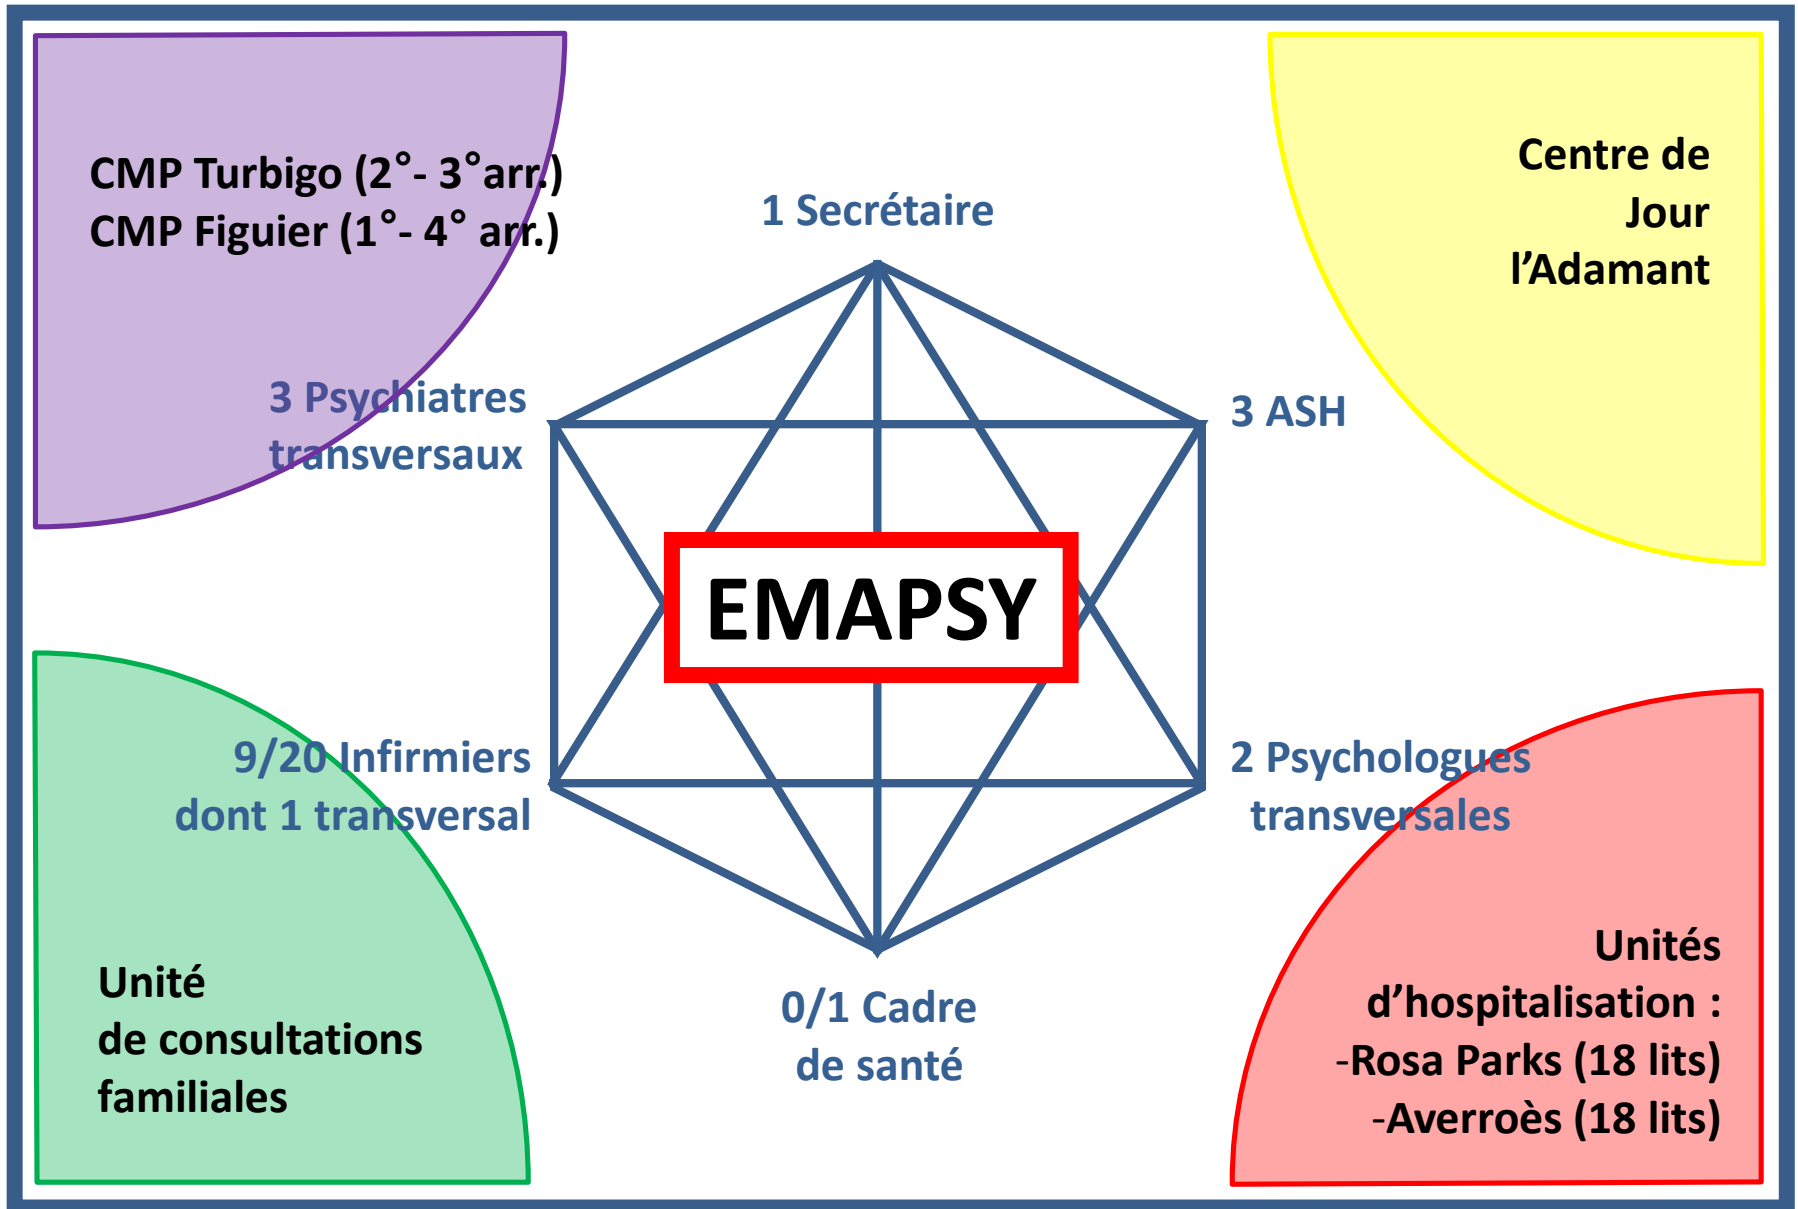 CMP Turbigo (2°- 3°arr.)
CMP Figuier (1°- 4° arr.)
Centre de
Jour
l’Adamant
1 Secrétaire
3 Psychiatres
transversaux
3 ASH
EMAPSY
9/20 Infirmiers
dont 1 transversal
2 Psychologues
transversales
Unité
de consultations
familiales
0/1 Cadre
de santé
Unités
d’hospitalisation :
-Rosa Parks (18 lits)
-Averroès (18 lits)